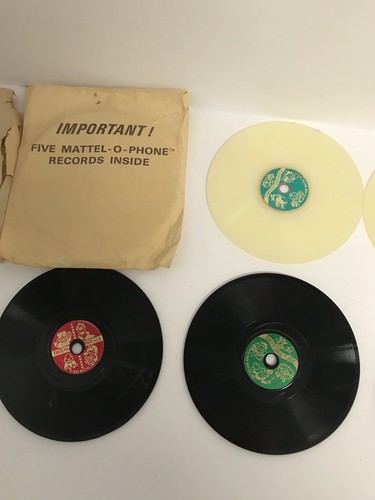 IMPORTANT!
FIVE MATTEL-O-PHONE™
RECORDS INSIDE